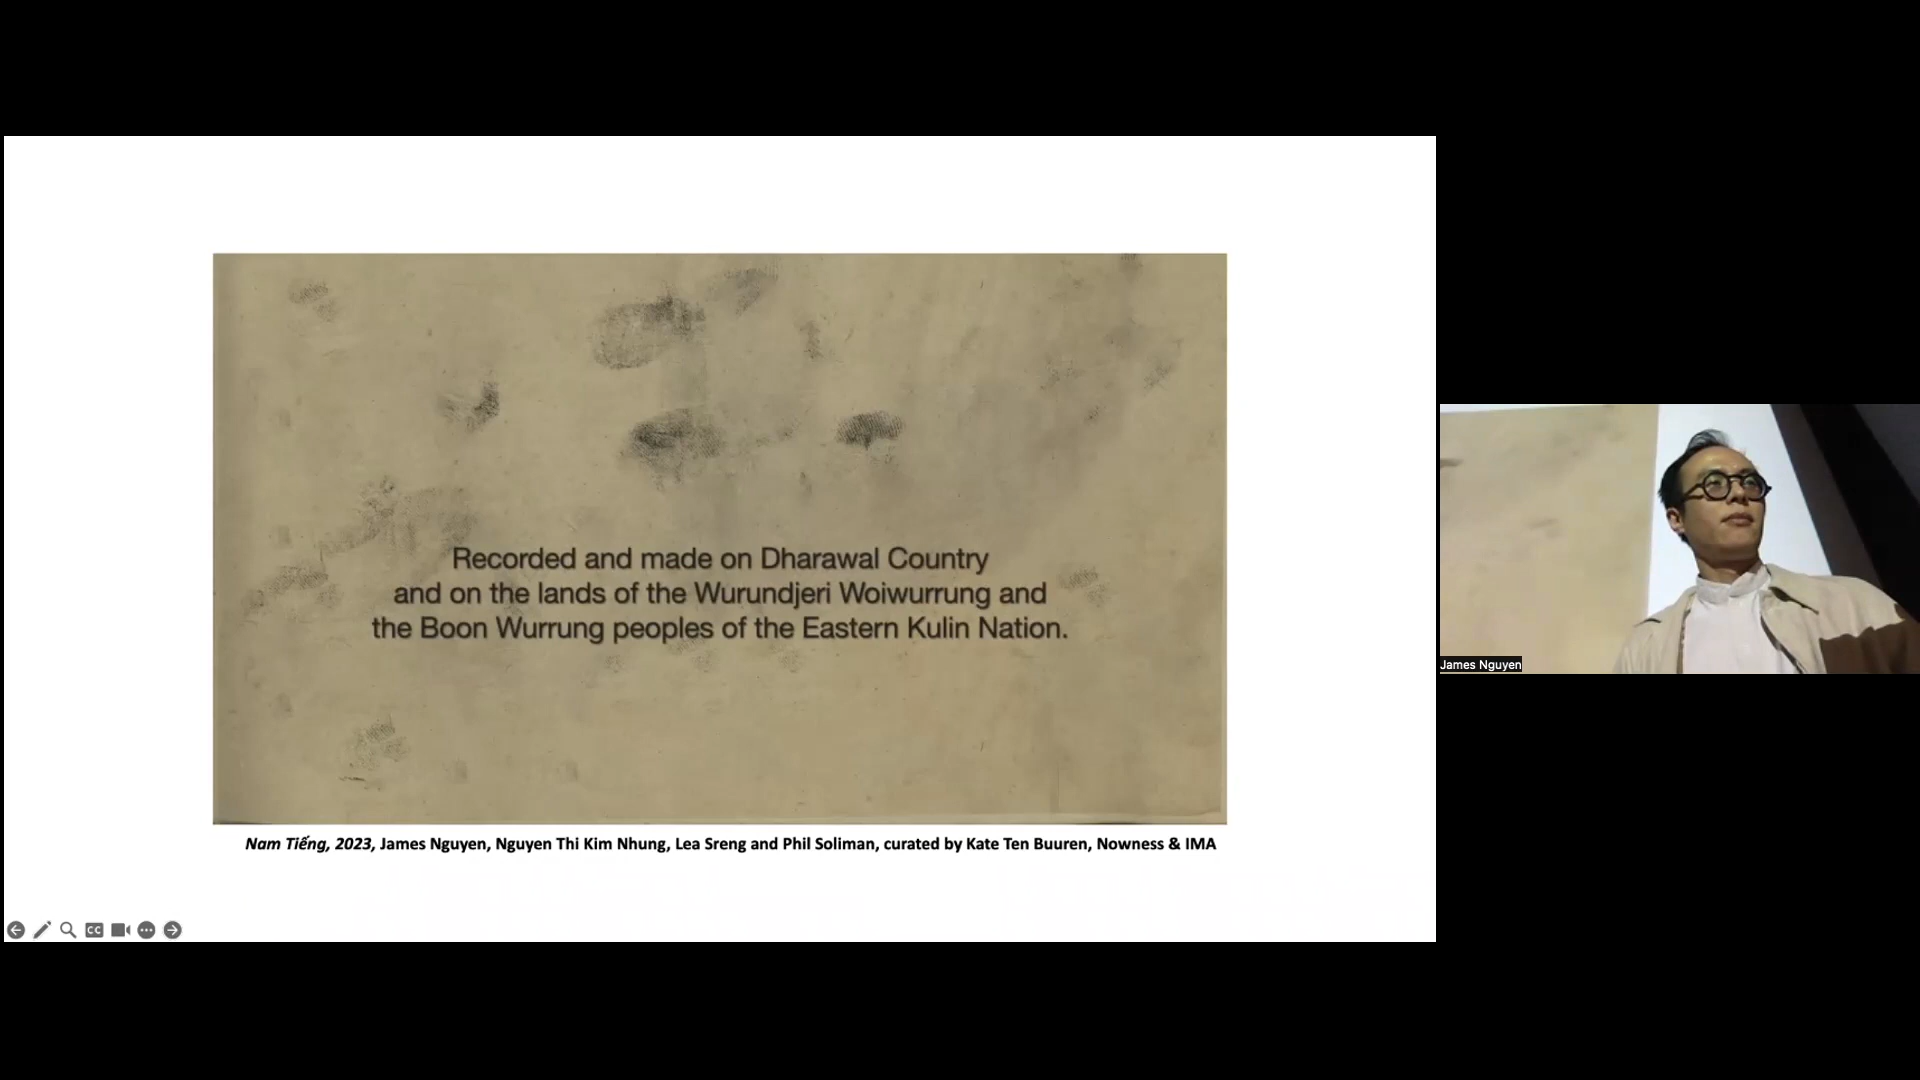 Recorded and made on Dharawal Country
and on the lands of the Wurundjeri Woiwurrung and
the Boon Wurrung peoples of the Eastern Kulin Nation.
Nam Tiếng, 2023, James Nguyen, Nguyen Thi Kim Nhung, Lea Sreng and Phil Soliman, curated by Kate Ten Buuren, Nowness & IMA
James Nguyen
CC